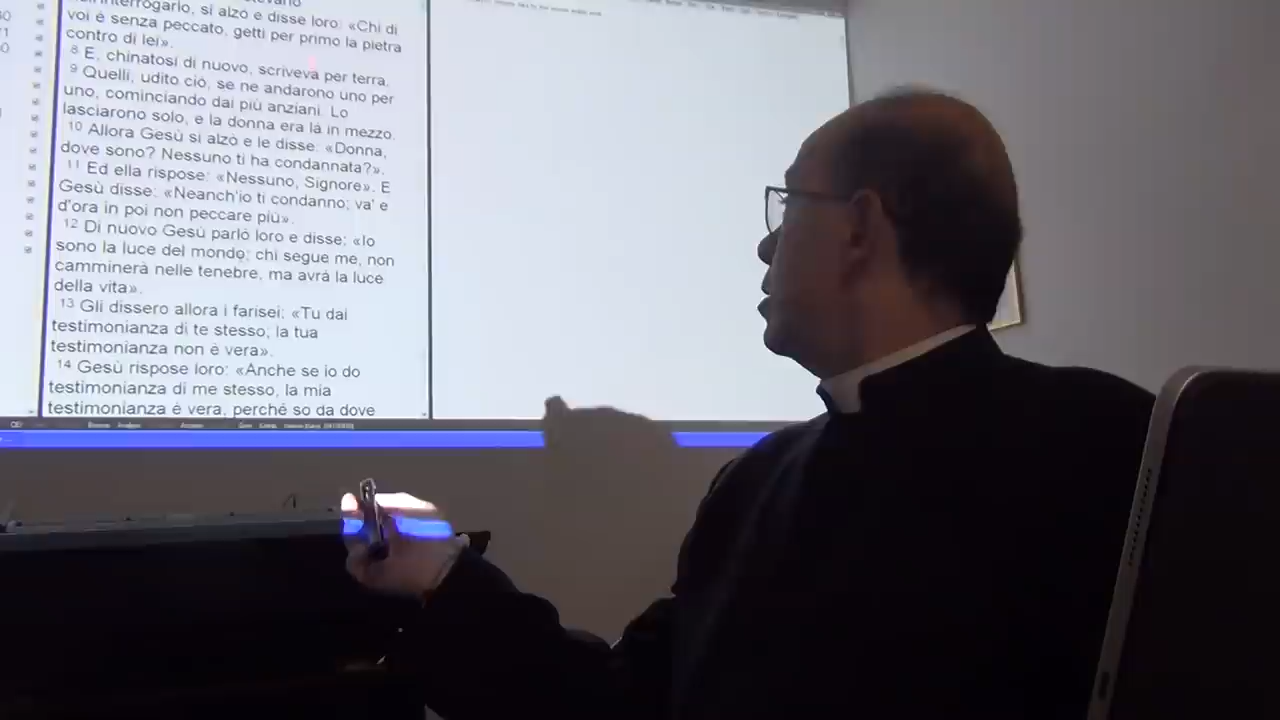 interrogarlo, si alzò e disse loro: «Chi di
voi è senza peccato, getti per primo la pietra
contro di lei».
8 E, chinatosi di nuovo, scriveva per terra.
9 Quelli, udito ciò, se ne andarono uno per
uno, cominciando dai più anziani. Lo
lasciarono solo, e la donna era là in mezzo.
10 Allora Gesù si alzò e le disse: «Donna,
dove sono? Nessuno ti ha condannata?».
11 Ed ella rispose: «Nessuno, Signore». E
Gesù disse: «Neanch'io ti condanno; va' e
d'ora in poi non peccare più».
12 Di nuovo Gesù parlò loro e disse: «Io
sono la luce del mondo; chi segue me, non
camminerà nelle tenebre, ma avrà la luce
della vita».
13 Gli dissero allora i farisei: «Tu dai
testimonianza di te stesso; la tua
testimonianza non è vera».
14 Gesù rispose loro: «Anche se io do
testimonianza di me stesso, la mia
testimonianza è vera, perché so da dove